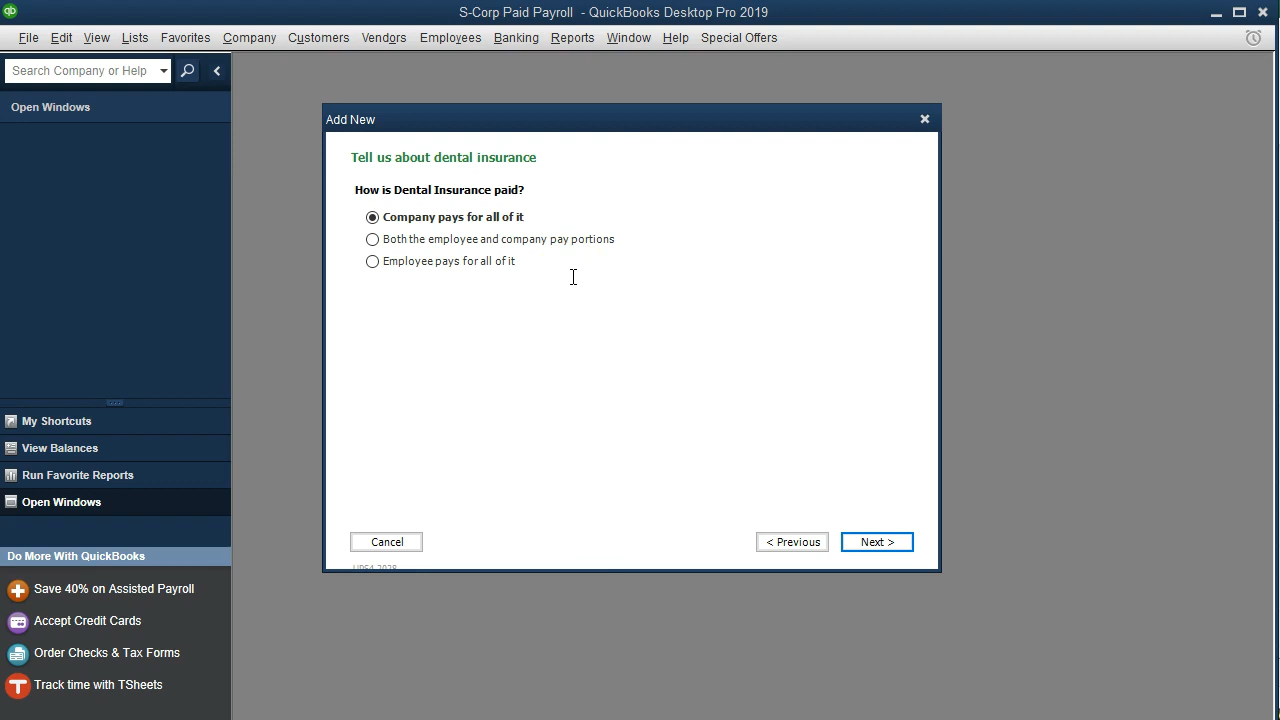 S-Corp Paid Payroll - QuickBooks Desktop Pro 2019
File Edit View Lists Favorites Company Customers Vendors Employees Banking Reports Window Help Special Offers
Search Company or Help
Open Windows
Add New
Tell us about dental insurance
How is Dental Insurance paid?
Company pays for all of it
Both the employee and company pay portions
Employee pays for all of it
Cancel
< Previous
Next >
My Shortcuts
View Balances
Run Favorite Reports
Open Windows
Do More With QuickBooks
Save 40% on Assisted Payroll
Accept Credit Cards
Order Checks & Tax Forms
Track time with TSheets